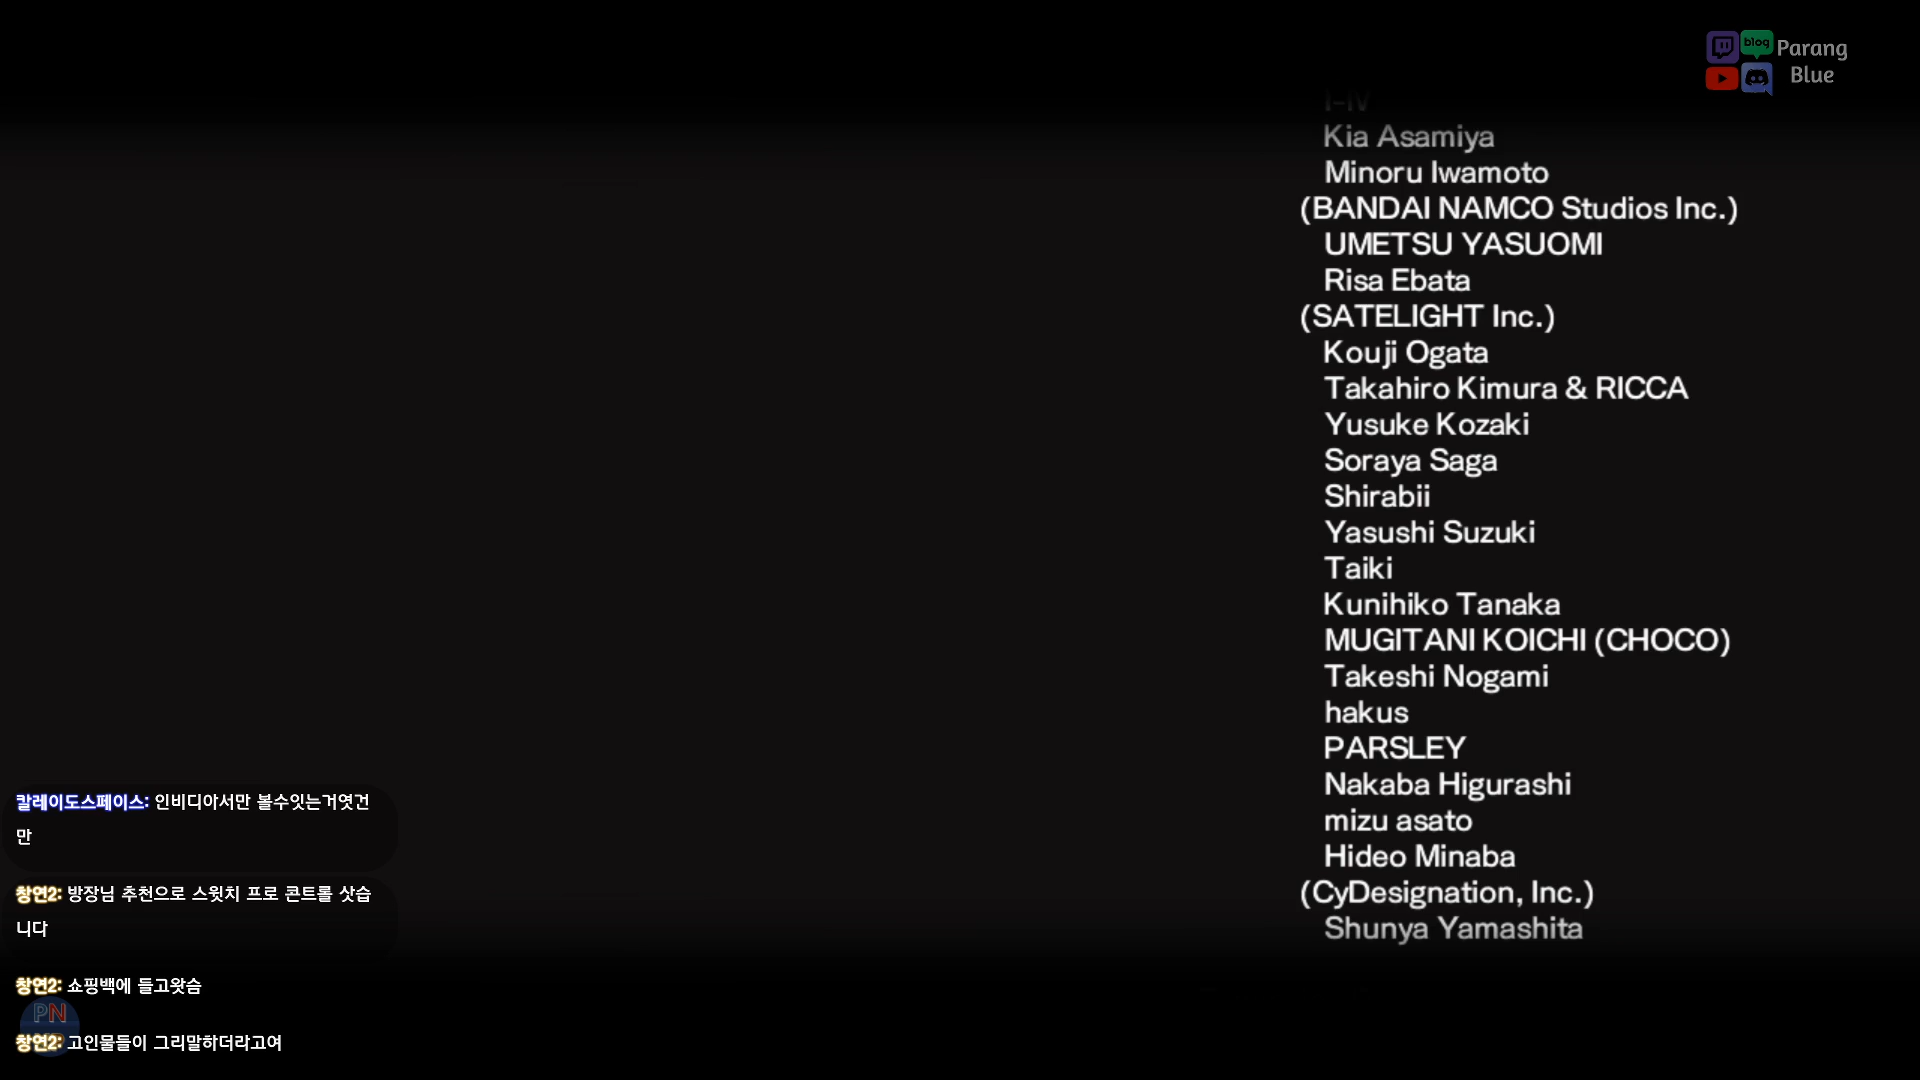 blog
Parang
Blue
I-IV
Kia Asamiya
Minoru Iwamoto
(BANDAI NAMCO Studios Inc.)
UMETSU YASUOMI
Risa Ebata
(SATELIGHT Inc.)
Kouji Ogata
Takahiro Kimura & RICCA
Yusuke Kozaki
Soraya Saga
Shirabii
Yasushi Suzuki
Taiki
Kunihiko Tanaka
MUGITANI KOICHI (CHOCO)
Takeshi Nogami
hakus
PARSLEY
Nakaba Higurashi
mizu asato
Hideo Minaba
(CyDesignation, Inc.)
Shunya Yamashita
칼레이도스페이스: 인비디아서만 볼수잇는거엿건
만
창연2: 방장님 추천으로 스윗치 프로 콘트롤 삿습
니다
창연2: 쇼핑백에 들고왓슴
PN
창연2: 고인물들이 그리말하더라고여